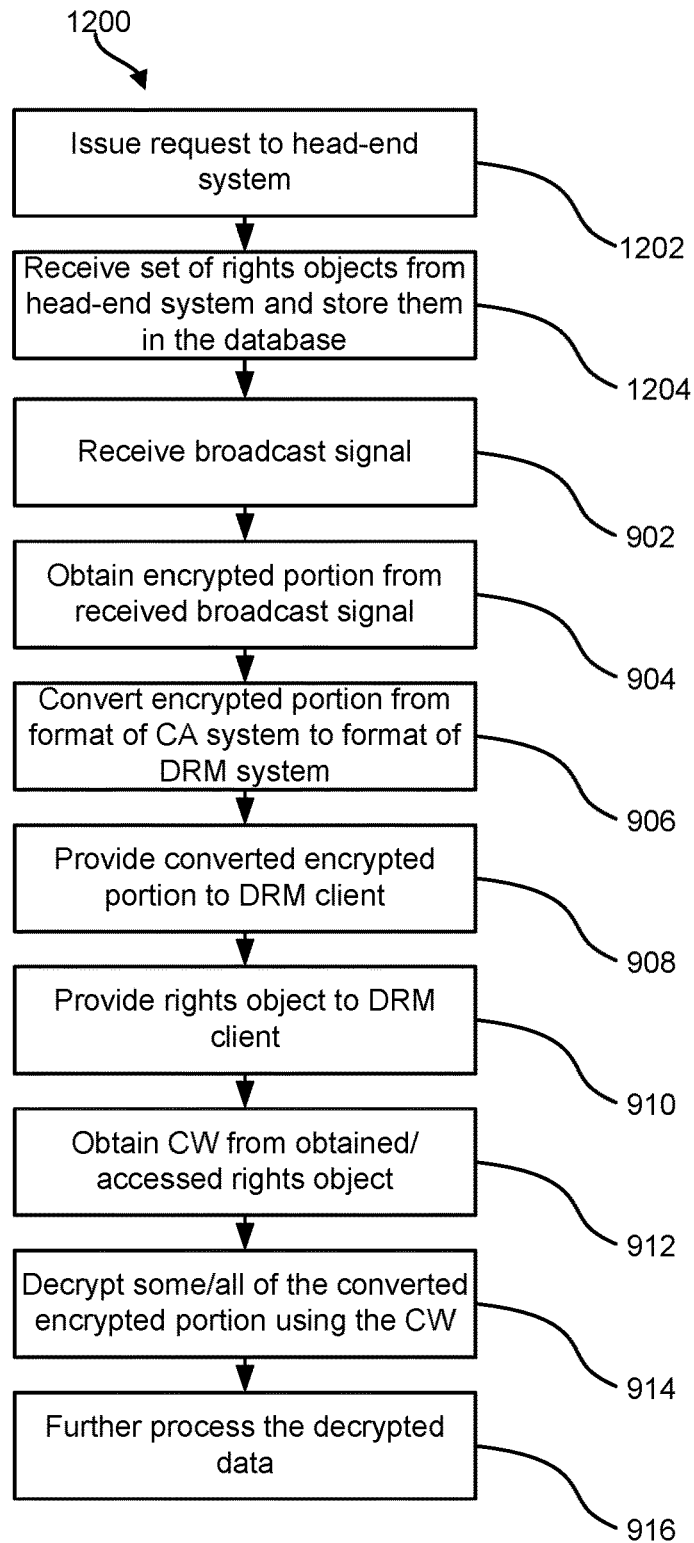 1200
Issue request to head-end
system
1202
Receive set of rights objects from
head-end system and store them
in the database
1204
Receive broadcast signal
902
Obtain encrypted portion from
received broadcast signal
904
Convert encrypted portion from
format of CA system to format of
DRM system
906
Provide converted encrypted
portion to DRM client
908
Provide rights object to DRM
client
910
Obtain CW from obtained/
accessed rights object
912
Decrypt some/all of the converted
encrypted portion using the CW
914
Further process the decrypted
data
916